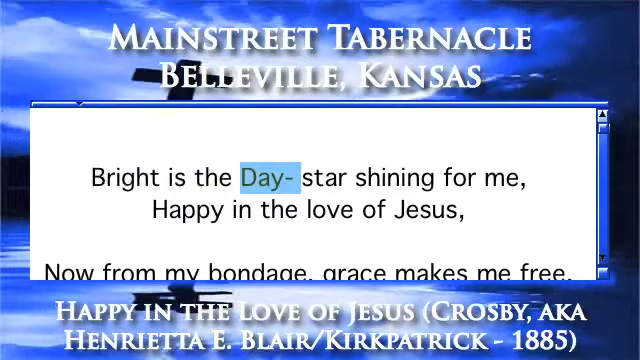 Mainstreet Tabernacle
Belleville, Kansas
Bright is the Day- star shining for me,
Happy in the love of Jesus,
Now from my bondage, grace makes me free,
Happy in the Love of Jesus (Crosby, aka
Henrietta E. Blair/Kirkpatrick - 1885)